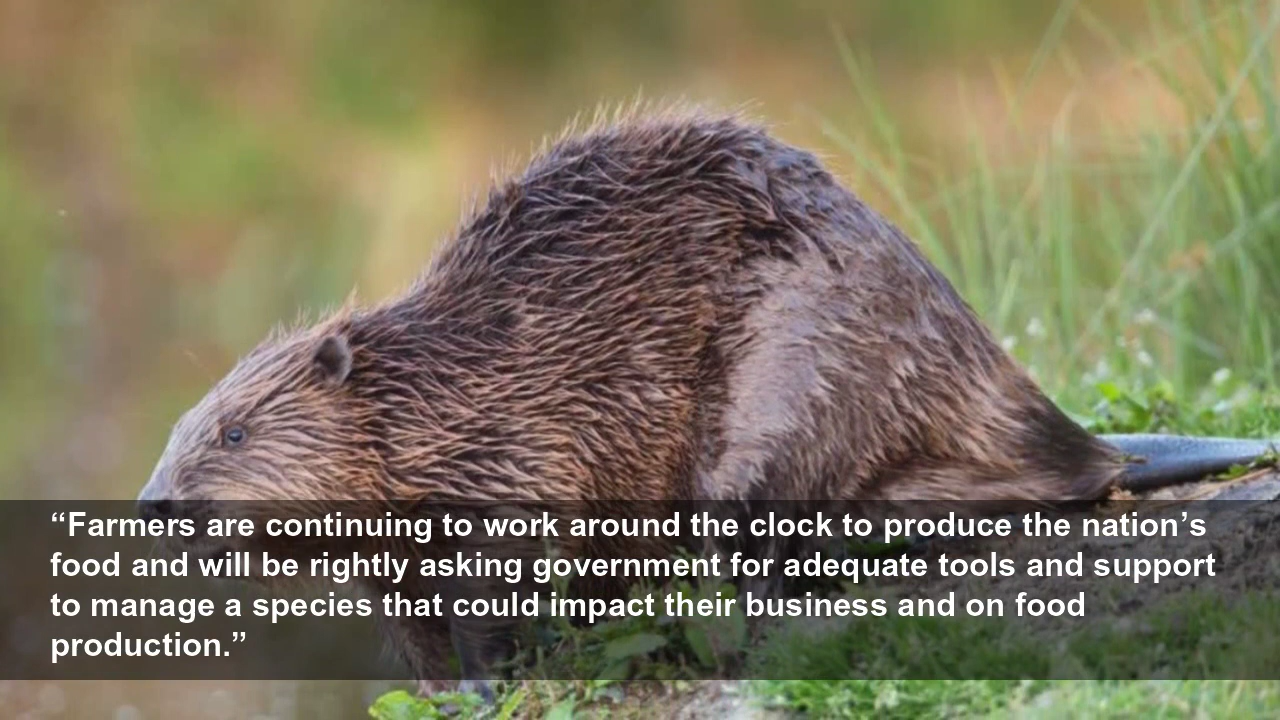 “Farmers are continuing to work around the clock to produce the nation’s
food and will be rightly asking government for adequate tools and support
to manage a species that could impact their business and on food
production.”